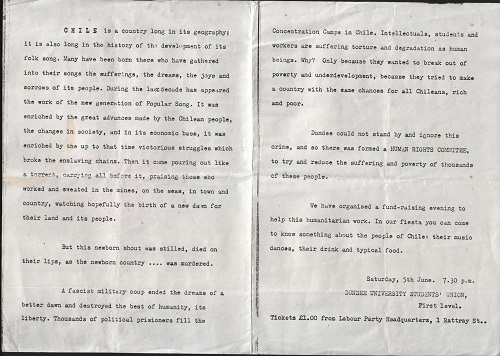 C H I L E is a country long in its geography;
it is also long in the history of the development of its
folk song. Many have been born there who have gathered
into their songs the sufferings, the dreams, the joys and
sorrows of its people. During the last decade has appeared
the work of the new generation of Popular Song. It was
enriched by the great advances made by the Chilean people,
the changes in society, and in its economic base, it was
enriched by the up to that time victorious struggles which
broke the enslaving chains. Then it came pouring out like
a torrent, carrying all before it, praising those who
worked and sweated in the mines, on the seas, in town and
country, watching hopefully the birth of a new dawn for
their land and its people.
But this newborn shout was stilled, died on
their lips, as the newborn country .... was murdered.
A fascist military coup ended the dreams of a
better dawn and destroyed the best of humanity, its
liberty. Thousands of political prisioners fill the
Concentration Camps in Chile. Intellectuals, students and
workers are suffering torture and degradation as human
beings. Why? Only because they wanted to break out of
poverty and underdevelopment, because they tried to make
a country with the same chances for all Chileans, rich
and poor.
Dundee could not stand by and ignore this
crime, and so there was formed a HUMAN RIGHTS COMMITTEE,
to try and reduce the suffering and poverty of thousands
of these people.
We have organised a fund-raising evening to
help this humanitarian work. In our fiesta you can come
to know something about the people of Chile: their music
dances, their drink and typical food.
Saturday, 5th June. 7.30 p.m.
DUNDEE UNIVERSITY STUDENTS' UNION,
First level.
Tickets £1.00 from Labour Party Headquarters, 1 Rattray St..